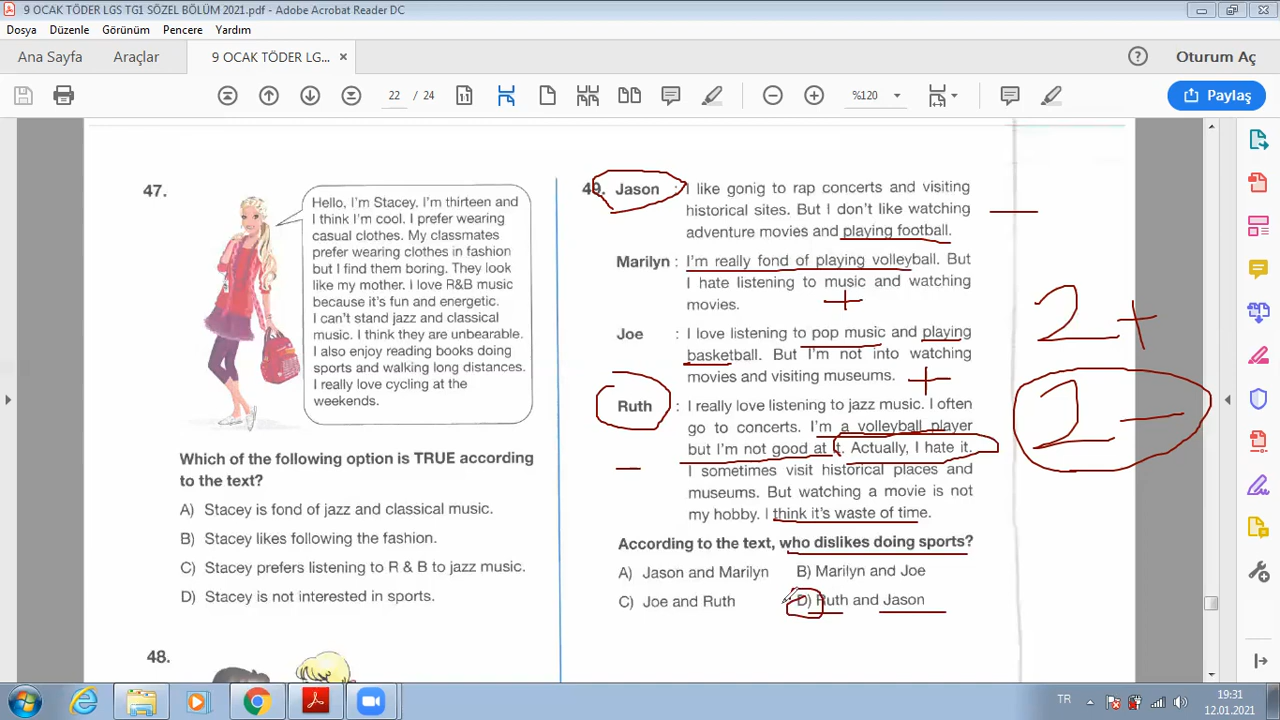 9 OCAK TÖDER LGS TG1 SÖZEL BÖLÜM 2021.pdf - Adobe Acrobat Reader DC
Dosya Düzenle Görünüm Pencere Yardım
Ana Sayfa Araçlar 9 OCAK TÖDER LG... × Oturum Aç
22 / 24 %120 Paylaş
47.
Hello, I'm Stacey. I'm thirteen and
I think I'm cool. I prefer wearing
casual clothes. My classmates
prefer wearing clothes in fashion
but I find them boring. They look
like my mother. I love R&B music
because it's fun and energetic.
I can't stand jazz and classical
music. I think they are unbearable.
I also enjoy reading books doing
sports and walking long distances.
I really love cycling at the
weekends.
Which of the following option is TRUE according
to the text?
A) Stacey is fond of jazz and classical music.
B) Stacey likes following the fashion.
C) Stacey prefers listening to R & B to jazz music.
D) Stacey is not interested in sports.
48.
49. Jason : I like gonig to rap concerts and visiting
historical sites. But I don't like watching
adventure movies and playing football.
Marilyn : I'm really fond of playing volleyball. But
I hate listening to music and watching
movies.
Joe : I love listening to pop music and playing
basketball. But I'm not into watching
movies and visiting museums.
Ruth : I really love listening to jazz music. I often
go to concerts. I'm a volleyball player
but I'm not good at it. Actually, I hate it.
I sometimes visit historical places and
museums. But watching a movie is not
my hobby. I think it's waste of time.
According to the text, who dislikes doing sports?
A) Jason and Marilyn B) Marilyn and Joe
C) Joe and Ruth D) Ruth and Jason
2+
2-
TR 19:31
12.01.2021